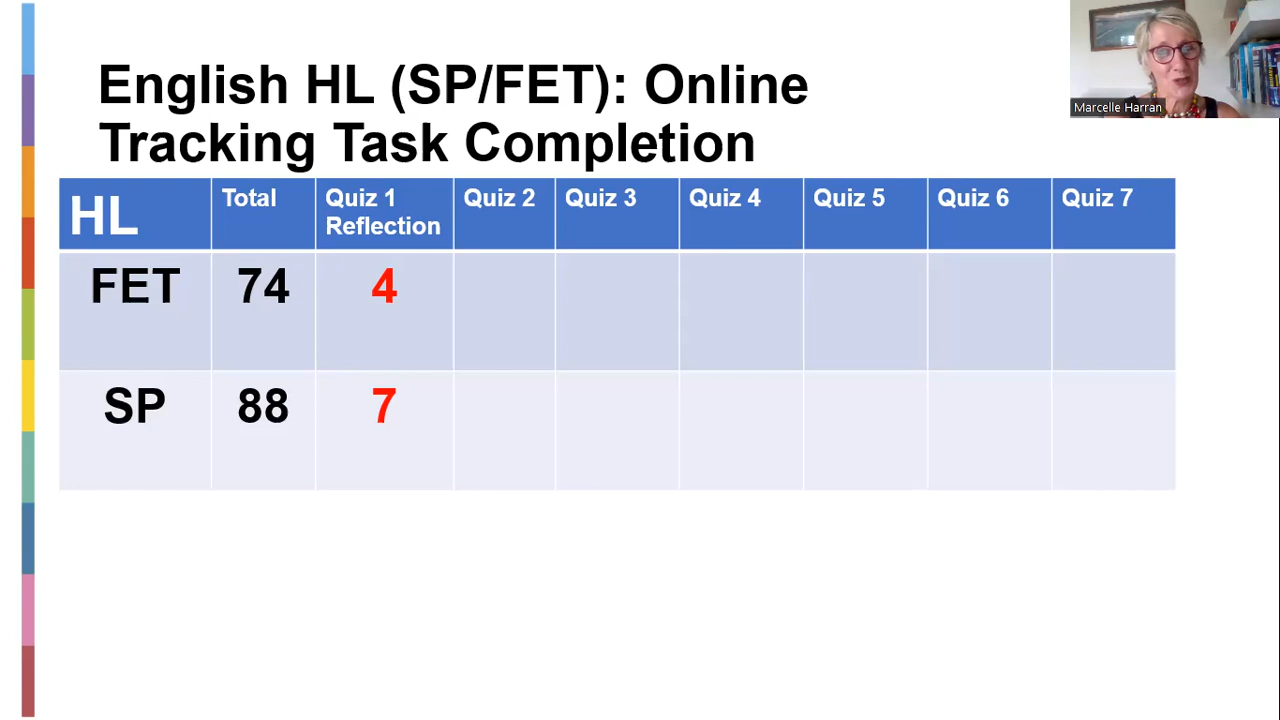 English HL (SP/FET): Online
Tracking Task Completion
Marcelle Harran
HL Total Quiz 1 Quiz 2 Quiz 3 Quiz 4 Quiz 5 Quiz 6 Quiz 7
Reflection
FET 74 4
SP 88 7